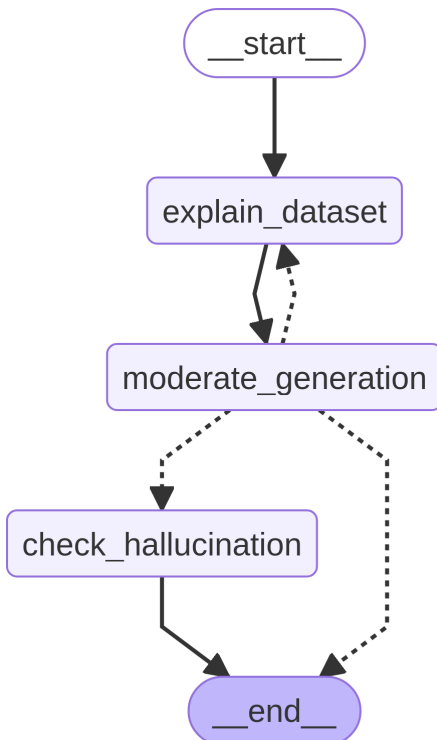 __start__
explain_dataset
moderate_generation
check_hallucination
__end__